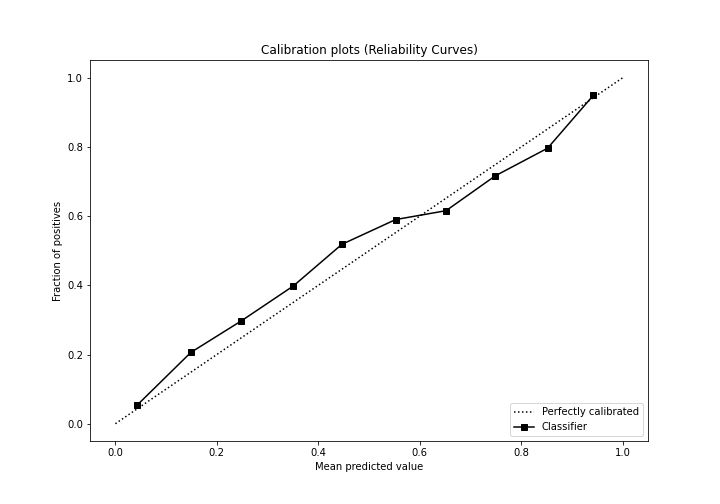 Calibration plots (Reliability Curves)
Fraction of positives
1.0
0.8
0.6
0.4
0.2
0.0
0.0 0.2 0.4 0.6 0.8 1.0
Mean predicted value
Perfectly calibrated
Classifier